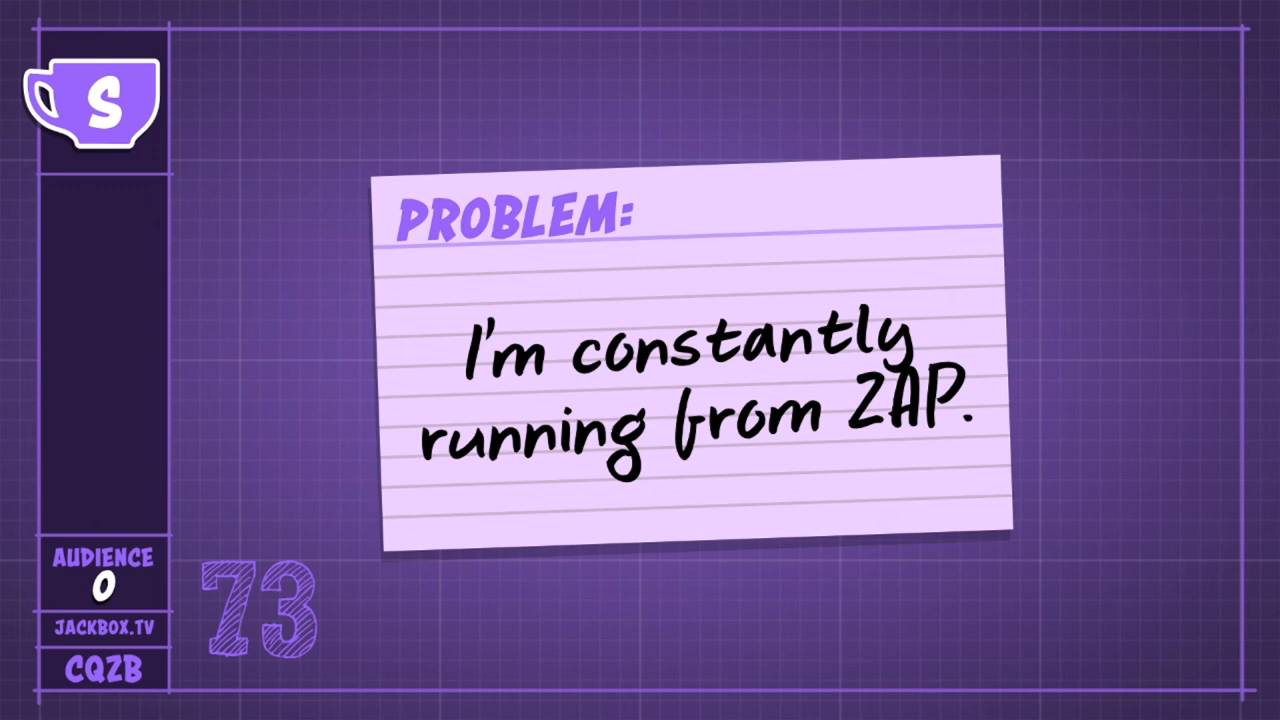 S
PROBLEM:
I'm constantly
running from ZAP.
AUDIENCE
0
JACKBOX.TV
CQZB
73